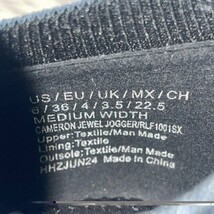 US / EU / UK / MX / CH
6 / 36 / 4 / 3.5 / 22.5
MEDIUM WIDTH
CAMERON JEWEL JOGGER/RLF1001SX
Upper: Textile/Man Made
Lining: Textile
Outsole: Textile/Man Made
HHZJUN24 Made in China